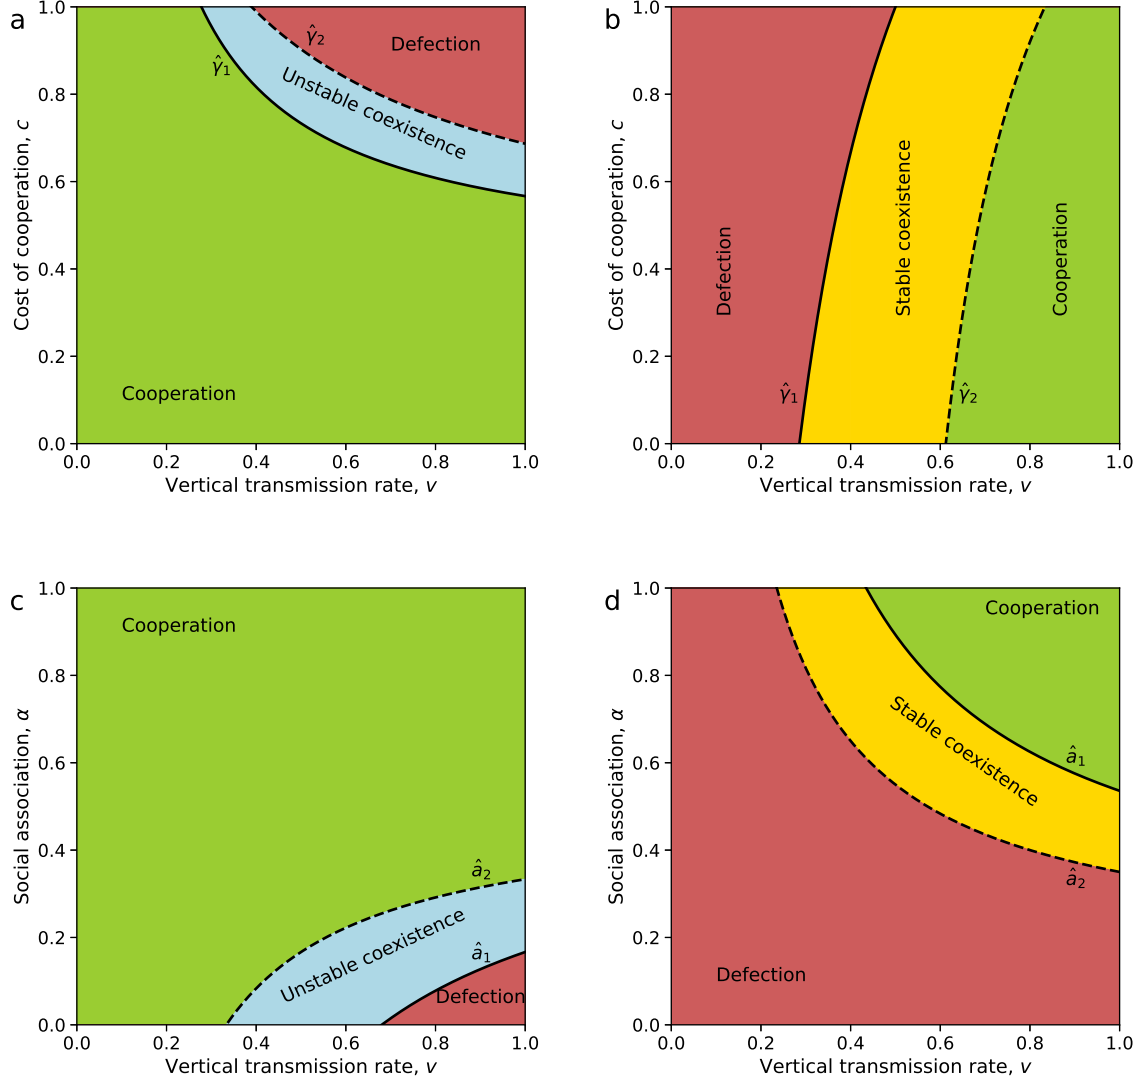 a
Cost of cooperation, c
1.0
0.8
0.6
0.4
0.2
0.0
γ̂₂
Defection
γ̂₁
Unstable coexistence
Cooperation
0.0 0.2 0.4 0.6 0.8 1.0
Vertical transmission rate, v
b
Cost of cooperation, c
1.0
0.8
0.6
0.4
0.2
0.0
Defection
Stable coexistence
Cooperation
γ̂₁
γ̂₂
0.0 0.2 0.4 0.6 0.8 1.0
Vertical transmission rate, v
c
Social association, α
1.0
0.8
0.6
0.4
0.2
0.0
Cooperation
â₂
Unstable coexistence
â₁
Defection
0.0 0.2 0.4 0.6 0.8 1.0
Vertical transmission rate, v
d
Social association, α
1.0
0.8
0.6
0.4
0.2
0.0
Cooperation
Stable coexistence
â₁
â₂
Defection
0.0 0.2 0.4 0.6 0.8 1.0
Vertical transmission rate, v